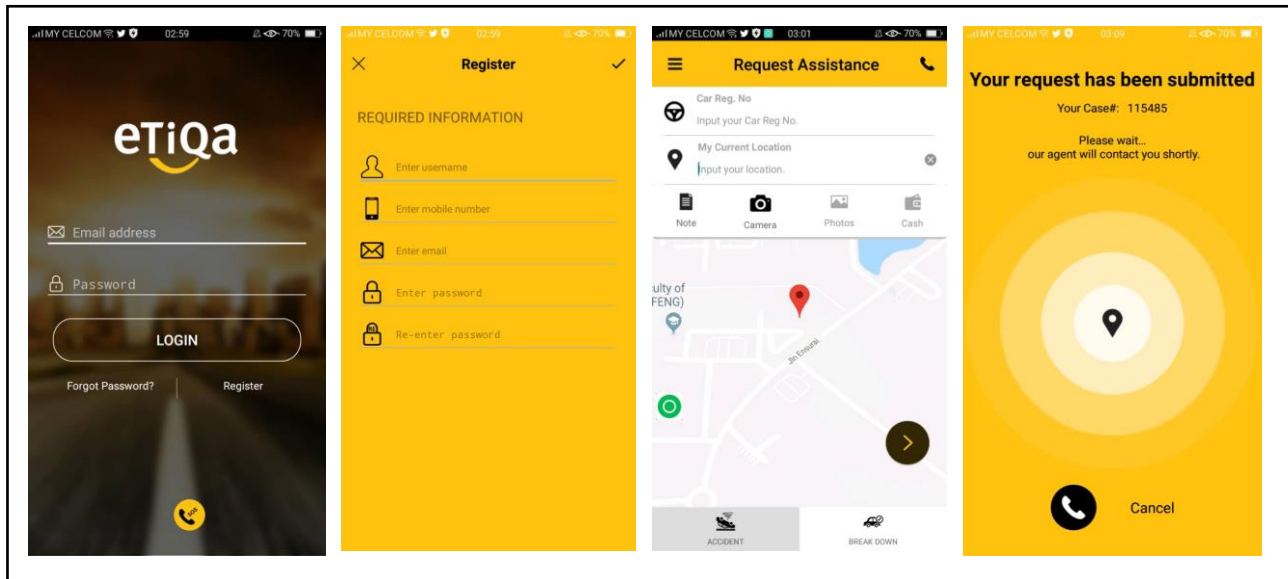 MY CELCOM 02:59 70%
eTiQa
Email address
Password
LOGIN
Forgot Password? Register
SOS
MY CELCOM 02:59 70%
Register
REQUIRED INFORMATION
Enter username
Enter mobile number
Enter email
Enter password
RE
Re-enter password
MY CELCOM 03:01 70%
Request Assistance
Car Reg. No
Input your Car Reg No.
My Current Location
Input your location.
Note Camera Photos Cash
ulty of
FENG)
Jln Ensurai
ACCIDENT BREAK DOWN
MY CELCOM 03:09 70%
Your request has been submitted
Your Case#: 115485
Please wait...
our agent will contact you shortly.
Cancel